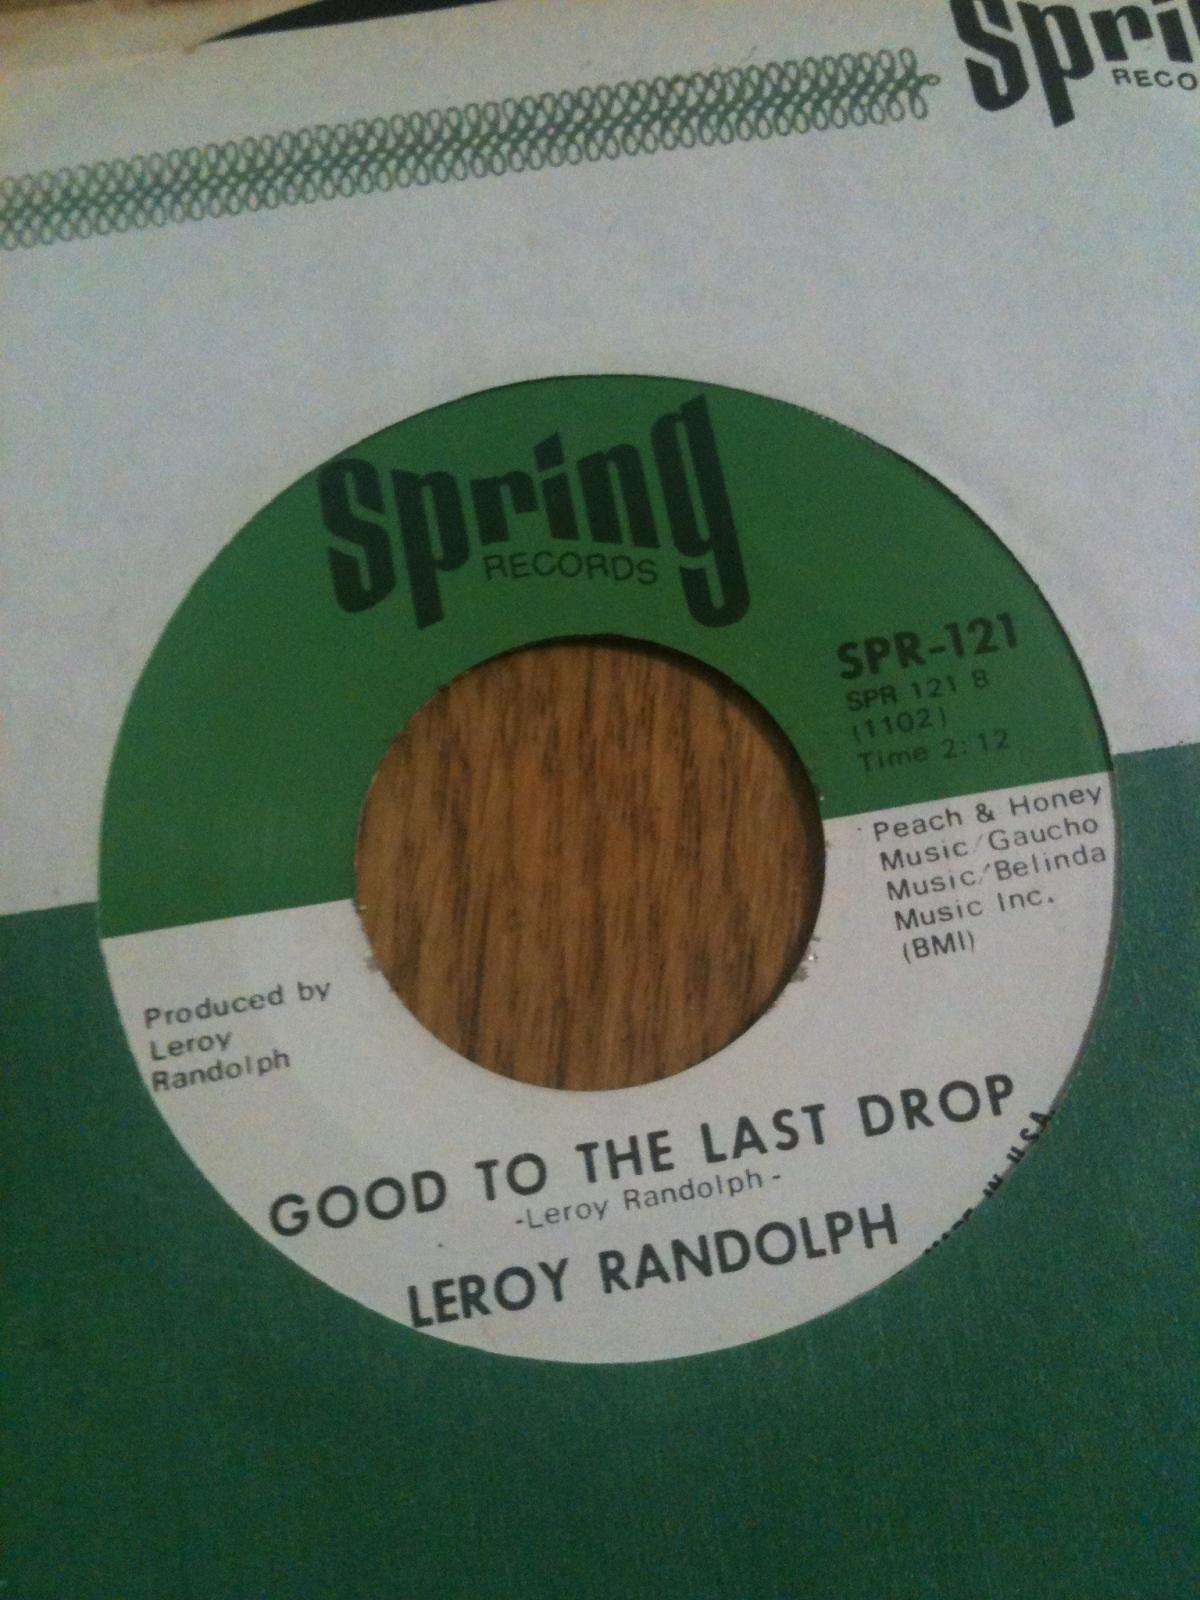 Spri
RECO
Spring
RECORDS
SPR-121
SPR 121 B
(1102)
Time 2:12
Peach & Honey
Music/Gaucho
Music/Belinda
Music Inc.
(BMI)
Produced by
Leroy
Randolph
GOOD TO THE LAST DROP
-Leroy Randolph-
LEROY RANDOLPH
IN U.S.A.